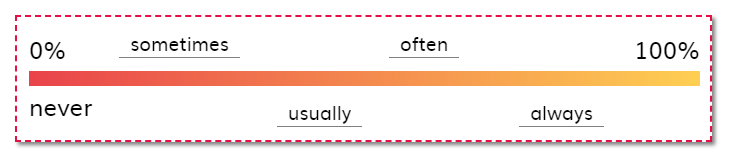 0% sometimes often 100%
never
usually always